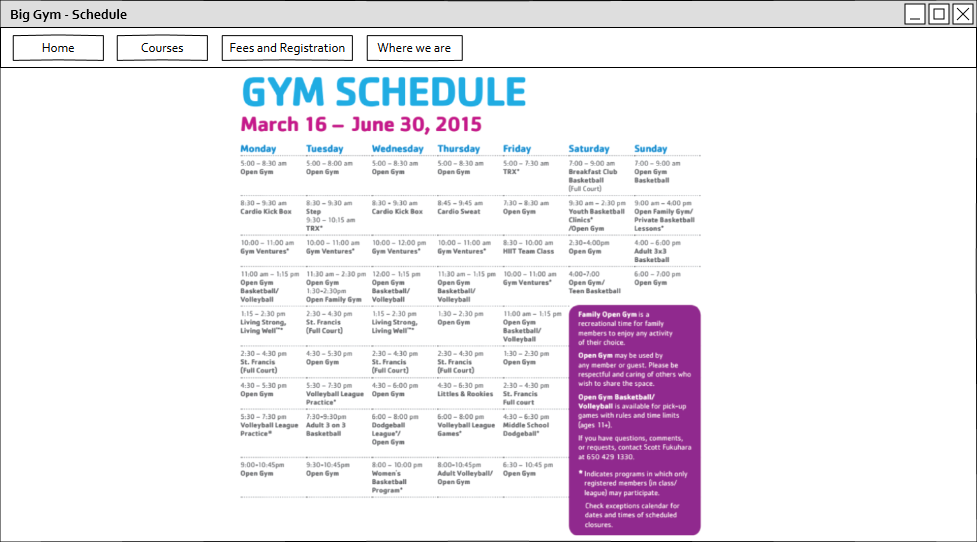 Big Gym - Schedule
Home
Courses
Fees and Registration
Where we are
GYM SCHEDULE
March 16 – June 30, 2015
Monday
Tuesday
Wednesday
Thursday
Friday
Saturday
Sunday
5:00 – 8:30 am
Open Gym
5:00 – 8:00 am
Open Gym
5:00 – 8:30 am
Open Gym
5:00 – 8:30 am
Open Gym
5:00 – 7:30 am
TRX*
7:00 – 9:00 am
Breakfast Club
Basketball
(Full Court)
7:00 – 9:00 am
Open Gym
Basketball
8:30 – 9:30 am
Cardio Kick Box
8:30 – 9:30 am
Step
9:30 – 10:15 am
TRX*
8:30 • 9:30 am
Cardio Kick Box
8:45 – 9:45 am
Cardio Sweat
7:30 – 8:30 am
Open Gym
9:30 am – 2:30 pm
Youth Basketball
Clinics*
/Open Gym
9:00 am – 4:00 pm
Open Family Gym/
Private Basketball
Lessons*
10:00 – 11:00 am
Gym Ventures*
10:00 – 11:00 am
Gym Ventures*
10:00 – 12:00 pm
Gym Ventures*
10:00 – 11:00 am
Gym Ventures*
8:30 – 10:00 am
HIIT Team Class
2:30•4:00pm
Open Gym
4:00 – 6:00 pm
Adult 3x3
Basketball
11:00 am – 1:15 pm
Open Gym
Basketball/
Volleyball
11:30 am – 2:30 pm
Open Gym
1:30•2:30pm
Open Family Gym
12:00 – 1:15 pm
Open Gym
Basketball/
Volleyball
11:30 am – 1:15 pm
Open Gym
Basketball/
Volleyball
10:00 – 11:00 am
Gym Ventures*
4:00•7:00
Open Gym/
Teen Basketball
6:00 – 7:00 pm
Open Gym
1:15 – 2:30 pm
Living Strong,
Living Well™*
2:30 – 4:30 pm
St. Francis
(Full Court)
1:15 – 2:30 pm
Living Strong,
Living Well™*
1:30 – 2:30 pm
Open Gym
11:00 am – 1:15 pm
Open Gym
Basketball/
Volleyball
2:30 – 4:30 pm
St. Francis
(Full Court)
4:30 – 5:30 pm
Open Gym
2:30 – 4:30 pm
St. Francis
(Full Court)
2:30 – 4:30 pm
St. Francis
(Full Court)
1:30 – 2:30 pm
Open Gym
4:30 – 5:30 pm
Open Gym
5:30 – 7:30 pm
Volleyball League
Practice*
4:30 – 6:00 pm
Open Gym
4:30 – 6:30 pm
Littles & Rookies
2:30 – 4:30 pm
St. Francis
Full court
5:30 – 7:30 pm
Volleyball League
Practice*
7:30•9:30pm
Adult 3 on 3
Basketball
6:00 – 8:00 pm
Dodgeball
League*/
Open Gym
6:00 – 8:00 pm
Volleyball League
Games*
4:30 – 6:30 pm
Middle School
Dodgeball*
9:00•10:45pm
Open Gym
9:30•10:45pm
Open Gym
8:00 – 10:00 pm
Women's
Basketball
Program*
8:00•10:45pm
Adult Volleyball/
Open Gym
6:30 – 10:45 pm
Open Gym
Family Open Gym is a
recreational time for family
members to enjoy any activity
of their choice.
Open Gym may be used by
any member or guest. Please be
respectful and caring of others who
wish to share the space.
Open Gym Basketball/
Volleyball is available for pick-up
games with rules and time limits
(ages 11+).
If you have questions, comments,
or requests, contact Scott Fukuhara
at 650 429 1330.
* Indicates programs in which only
registered members (in class/
league) may participate.
Check exceptions calendar for
dates and times of scheduled
closures.